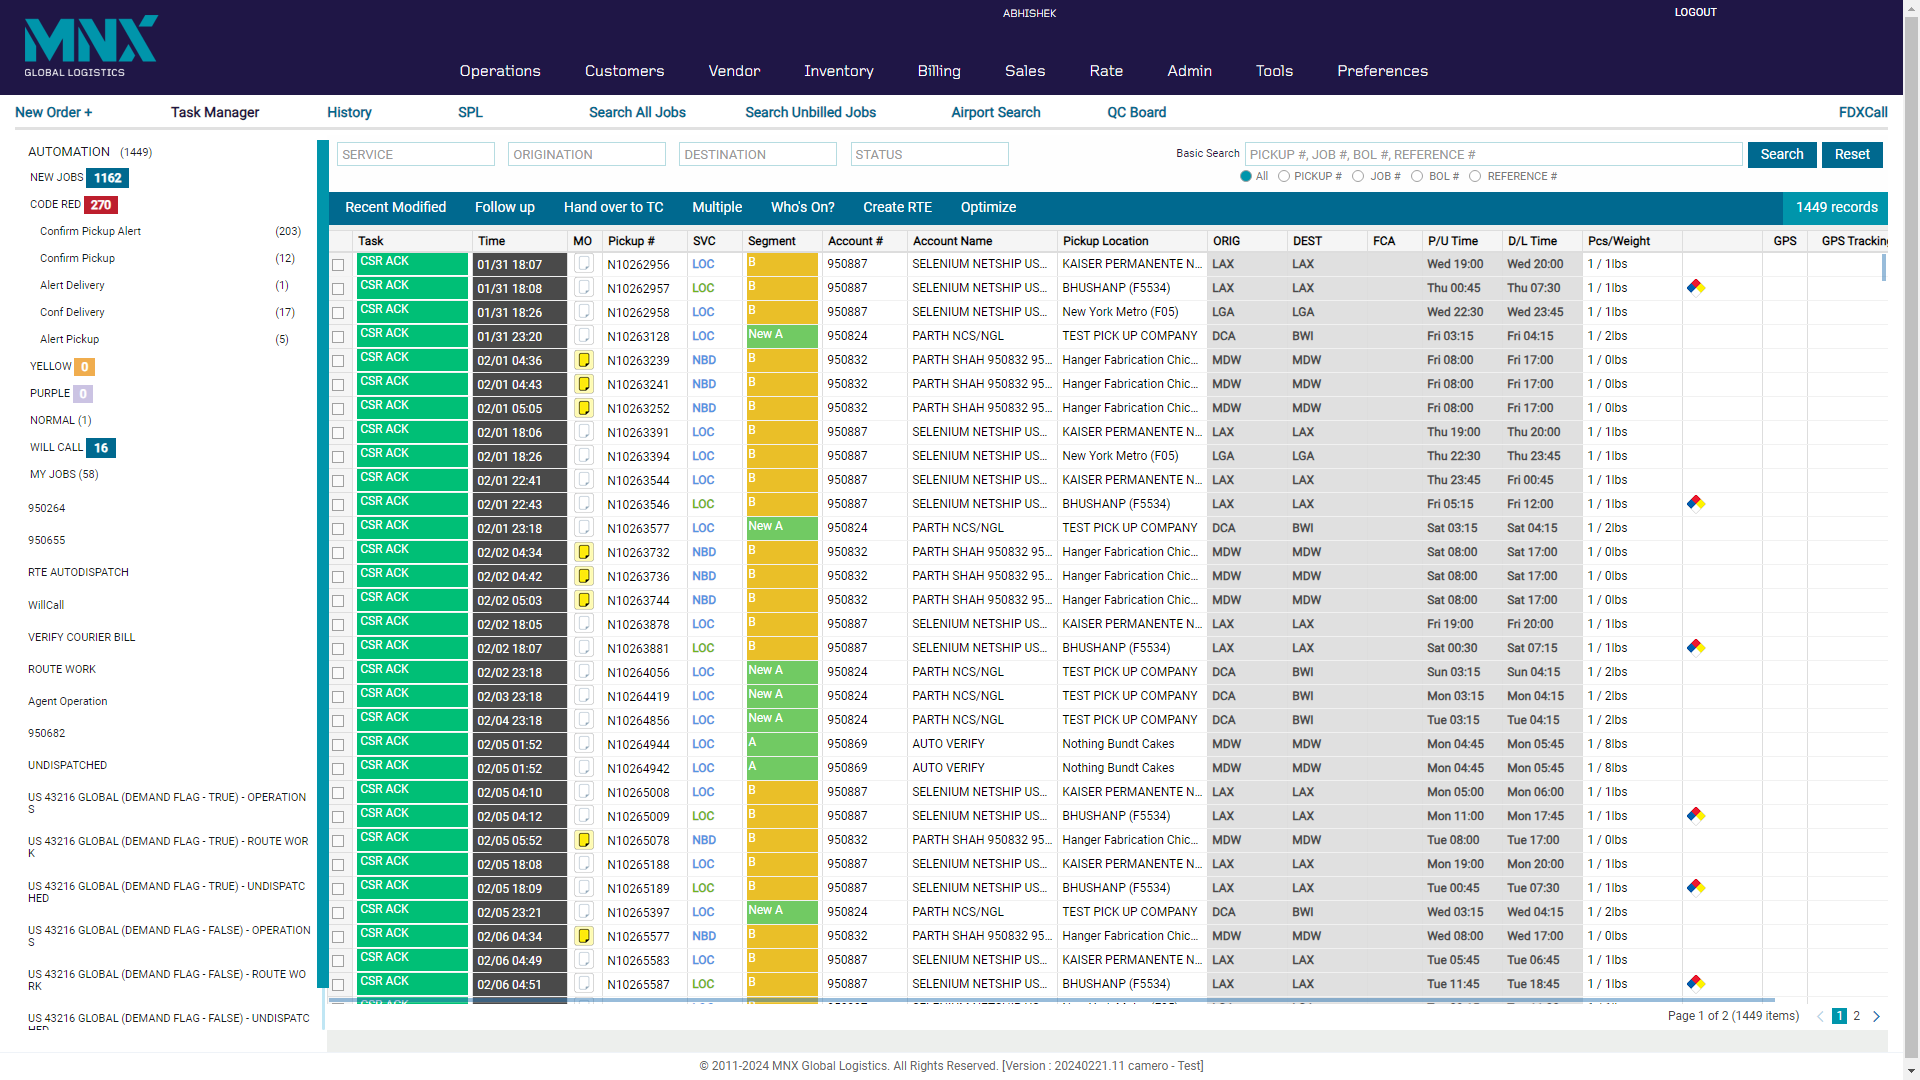 MNX
GLOBAL LOGISTICS
ABHISHEK
LOGOUT
Operations Customers Vendor Inventory Billing Sales Rate Admin Tools Preferences
New Order + Task Manager History SPL Search All Jobs Search Unbilled Jobs Airport Search QC Board FDXCall
AUTOMATION (1449)
NEW JOBS 1162
CODE RED 270
Confirm Pickup Alert (203)
Confirm Pickup (12)
Alert Delivery (1)
Conf Delivery (17)
Alert Pickup (5)
YELLOW 0
PURPLE 0
NORMAL (1)
WILL CALL 16
MY JOBS (58)
950264
950655
RTE AUTODISPATCH
WillCall
VERIFY COURIER BILL
ROUTE WORK
Agent Operation
950682
UNDISPATCHED
US 43216 GLOBAL (DEMAND FLAG - TRUE) - OPERATION
S
US 43216 GLOBAL (DEMAND FLAG - TRUE) - ROUTE WOR
K
US 43216 GLOBAL (DEMAND FLAG - TRUE) - UNDISPATC
HED
US 43216 GLOBAL (DEMAND FLAG - FALSE) - OPERATION
S
US 43216 GLOBAL (DEMAND FLAG - FALSE) - ROUTE WO
RK
US 43216 GLOBAL (DEMAND FLAG - FALSE) - UNDISPATC
HED
SERVICE ORIGINATION DESTINATION STATUS Basic Search PICKUP #, JOB #, BOL #, REFERENCE # Search Reset
All PICKUP # JOB # BOL # REFERENCE #
Recent Modified Follow up Hand over to TC Multiple Who's On? Create RTE Optimize 1449 records
Task Time MO Pickup # SVC Segment Account # Account Name Pickup Location ORIG DEST FCA P/U Time D/L Time Pcs/Weight GPS GPS Tracking
CSR ACK 01/31 18:07 N10262956 LOC B 950887 SELENIUM NETSHIP US... KAISER PERMANENTE N... LAX LAX Wed 19:00 Wed 20:00 1 / 1lbs
CSR ACK 01/31 18:08 N10262957 LOC B 950887 SELENIUM NETSHIP US... BHUSHANP (F5534) LAX LAX Thu 00:45 Thu 07:30 1 / 1lbs
CSR ACK 01/31 18:26 N10262958 LOC B 950887 SELENIUM NETSHIP US... New York Metro (F05) LGA LGA Wed 22:30 Wed 23:45 1 / 1lbs
CSR ACK 01/31 23:20 N10263128 LOC New A 950824 PARTH NCS/NGL TEST PICK UP COMPANY DCA BWI Fri 03:15 Fri 04:15 1 / 2lbs
CSR ACK 02/01 04:36 N10263239 NBD B 950832 PARTH SHAH 950832 95... Hanger Fabrication Chic... MDW MDW Fri 08:00 Fri 17:00 1 / 0lbs
CSR ACK 02/01 04:43 N10263241 NBD B 950832 PARTH SHAH 950832 95... Hanger Fabrication Chic... MDW MDW Fri 08:00 Fri 17:00 1 / 0lbs
CSR ACK 02/01 05:05 N10263252 NBD B 950832 PARTH SHAH 950832 95... Hanger Fabrication Chic... MDW MDW Fri 08:00 Fri 17:00 1 / 0lbs
CSR ACK 02/01 18:06 N10263391 LOC B 950887 SELENIUM NETSHIP US... KAISER PERMANENTE N... LAX LAX Thu 19:00 Thu 20:00 1 / 1lbs
CSR ACK 02/01 18:26 N10263394 LOC B 950887 SELENIUM NETSHIP US... New York Metro (F05) LGA LGA Thu 22:30 Thu 23:45 1 / 1lbs
CSR ACK 02/01 22:41 N10263544 LOC B 950887 SELENIUM NETSHIP US... KAISER PERMANENTE N... LAX LAX Thu 23:45 Fri 00:45 1 / 1lbs
CSR ACK 02/01 22:43 N10263546 LOC B 950887 SELENIUM NETSHIP US... BHUSHANP (F5534) LAX LAX Fri 05:15 Fri 12:00 1 / 1lbs
CSR ACK 02/01 23:18 N10263577 LOC New A 950824 PARTH NCS/NGL TEST PICK UP COMPANY DCA BWI Sat 03:15 Sat 04:15 1 / 2lbs
CSR ACK 02/02 04:34 N10263732 NBD B 950832 PARTH SHAH 950832 95... Hanger Fabrication Chic... MDW MDW Sat 08:00 Sat 17:00 1 / 0lbs
CSR ACK 02/02 04:42 N10263736 NBD B 950832 PARTH SHAH 950832 95... Hanger Fabrication Chic... MDW MDW Sat 08:00 Sat 17:00 1 / 0lbs
CSR ACK 02/02 05:03 N10263744 NBD B 950832 PARTH SHAH 950832 95... Hanger Fabrication Chic... MDW MDW Sat 08:00 Sat 17:00 1 / 0lbs
CSR ACK 02/02 18:05 N10263878 LOC B 950887 SELENIUM NETSHIP US... KAISER PERMANENTE N... LAX LAX Fri 19:00 Fri 20:00 1 / 1lbs
CSR ACK 02/02 18:07 N10263881 LOC B 950887 SELENIUM NETSHIP US... BHUSHANP (F5534) LAX LAX Sat 00:30 Sat 07:15 1 / 1lbs
CSR ACK 02/02 23:18 N10264056 LOC New A 950824 PARTH NCS/NGL TEST PICK UP COMPANY DCA BWI Sun 03:15 Sun 04:15 1 / 2lbs
CSR ACK 02/03 23:18 N10264419 LOC New A 950824 PARTH NCS/NGL TEST PICK UP COMPANY DCA BWI Mon 03:15 Mon 04:15 1 / 2lbs
CSR ACK 02/04 23:18 N10264856 LOC New A 950824 PARTH NCS/NGL TEST PICK UP COMPANY DCA BWI Tue 03:15 Tue 04:15 1 / 2lbs
CSR ACK 02/05 01:52 N10264944 LOC A 950869 AUTO VERIFY Nothing Bundt Cakes MDW MDW Mon 04:45 Mon 05:45 1 / 8lbs
CSR ACK 02/05 01:52 N10264942 LOC A 950869 AUTO VERIFY Nothing Bundt Cakes MDW MDW Mon 04:45 Mon 05:45 1 / 8lbs
CSR ACK 02/05 04:10 N10265008 LOC B 950887 SELENIUM NETSHIP US... KAISER PERMANENTE N... LAX LAX Mon 05:00 Mon 06:00 1 / 1lbs
CSR ACK 02/05 04:12 N10265009 LOC B 950887 SELENIUM NETSHIP US... BHUSHANP (F5534) LAX LAX Mon 11:00 Mon 17:45 1 / 1lbs
CSR ACK 02/05 05:52 N10265078 NBD B 950832 PARTH SHAH 950832 95... Hanger Fabrication Chic... MDW MDW Tue 08:00 Tue 17:00 1 / 0lbs
CSR ACK 02/05 18:08 N10265188 LOC B 950887 SELENIUM NETSHIP US... KAISER PERMANENTE N... LAX LAX Mon 19:00 Mon 20:00 1 / 1lbs
CSR ACK 02/05 18:09 N10265189 LOC B 950887 SELENIUM NETSHIP US... BHUSHANP (F5534) LAX LAX Tue 00:45 Tue 07:30 1 / 1lbs
CSR ACK 02/05 23:21 N10265397 LOC New A 950824 PARTH NCS/NGL TEST PICK UP COMPANY DCA BWI Wed 03:15 Wed 04:15 1 / 2lbs
CSR ACK 02/06 04:34 N10265577 NBD B 950832 PARTH SHAH 950832 95... Hanger Fabrication Chic... MDW MDW Wed 08:00 Wed 17:00 1 / 0lbs
CSR ACK 02/06 04:49 N10265583 LOC B 950887 SELENIUM NETSHIP US... KAISER PERMANENTE N... LAX LAX Tue 05:45 Tue 06:45 1 / 1lbs
CSR ACK 02/06 04:51 N10265587 LOC B 950887 SELENIUM NETSHIP US... BHUSHANP (F5534) LAX LAX Tue 11:45 Tue 18:45 1 / 1lbs
Page 1 of 2 (1449 items) 1 2
© 2011-2024 MNX Global Logistics. All Rights Reserved. [Version : 20240221.11 camero - Test]